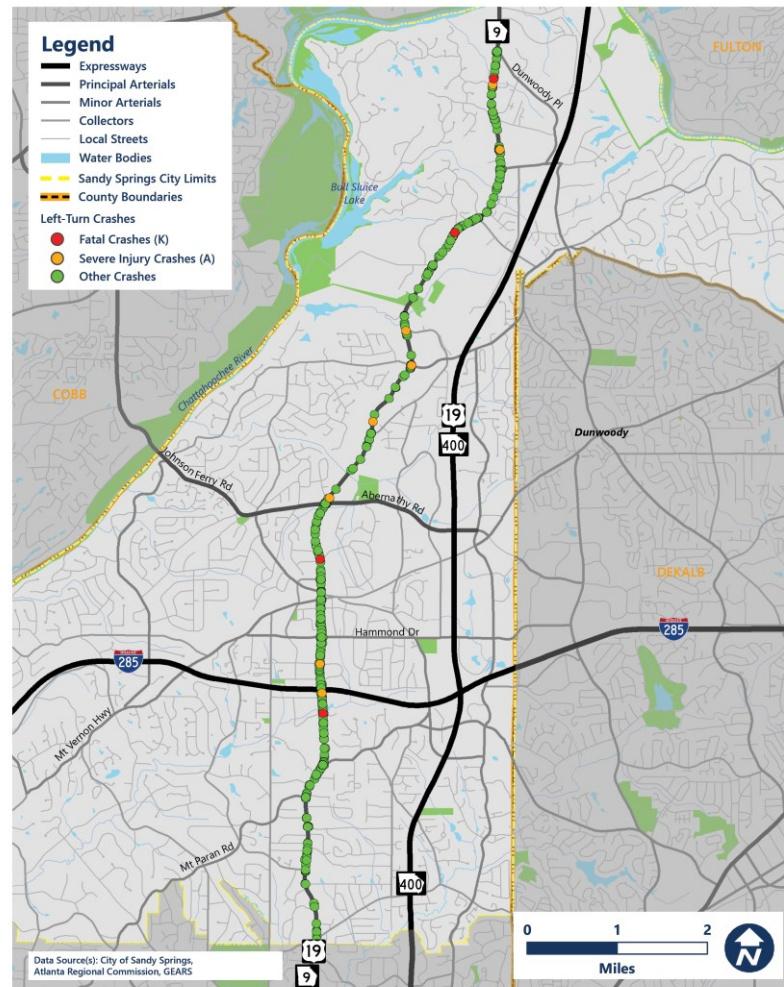 Legend
Expressways
Principal Arterials
Minor Arterials
Collectors
Local Streets
Water Bodies
Sandy Springs City Limits
County Boundaries
Left-Turn Crashes
Fatal Crashes (K)
Severe Injury Crashes (A)
Other Crashes
9
FULTON
Dunwoody Pl
Bull Sluice
Lake
Chattahoochee River
COBB
19
400
Dunwoody
Johnson Ferry Rd
Abernathy Rd
DEKALB
Hammond Dr
285
285
Mt Vernon Hwy
Mt Paran Rd
400
19
9
0 1 2
Miles
N
Data Source(s): City of Sandy Springs,
Atlanta Regional Commission, GEARS